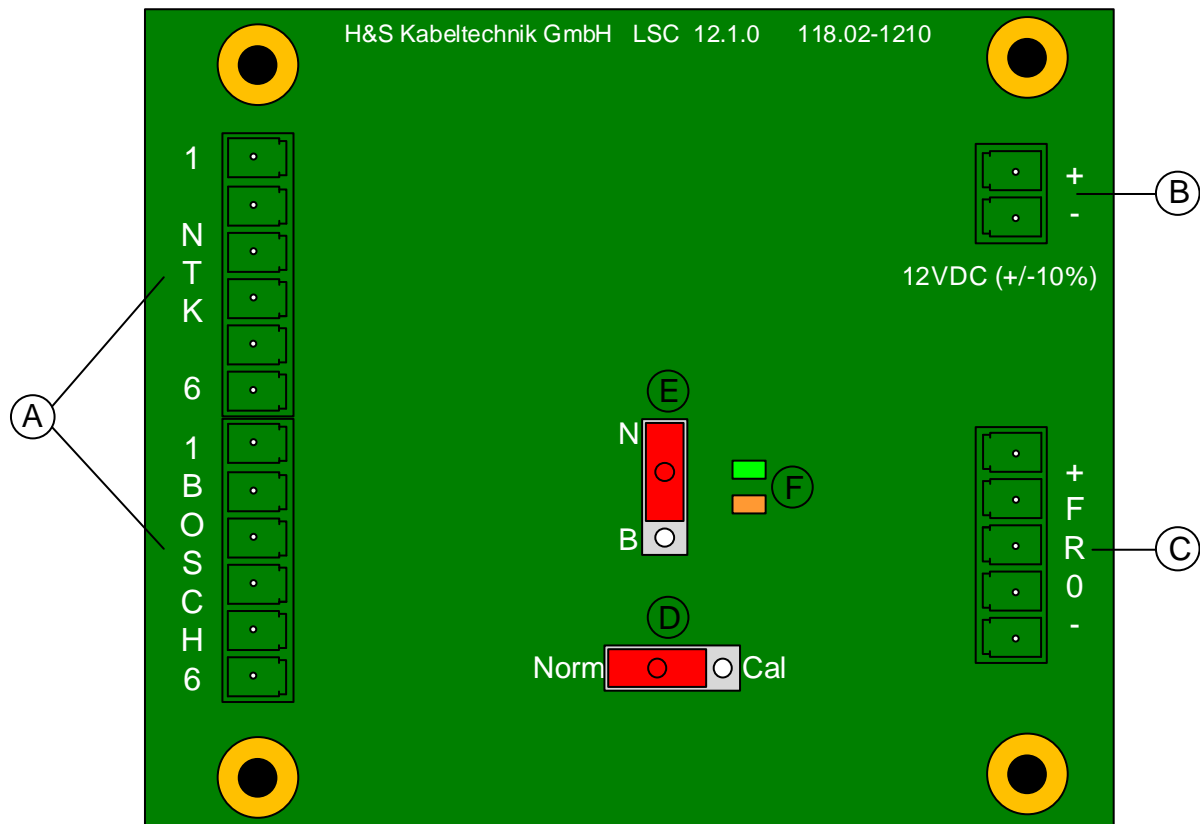 H&S Kabeltechnik GmbH LSC 12.1.0 118.02-1210
1
N
T
K
6
1
B
O
S
C
H
6
A
+
-
B
12VDC (+/-10%)
E
N
B
F
D
Norm Cal
+
F
R
0
-
C